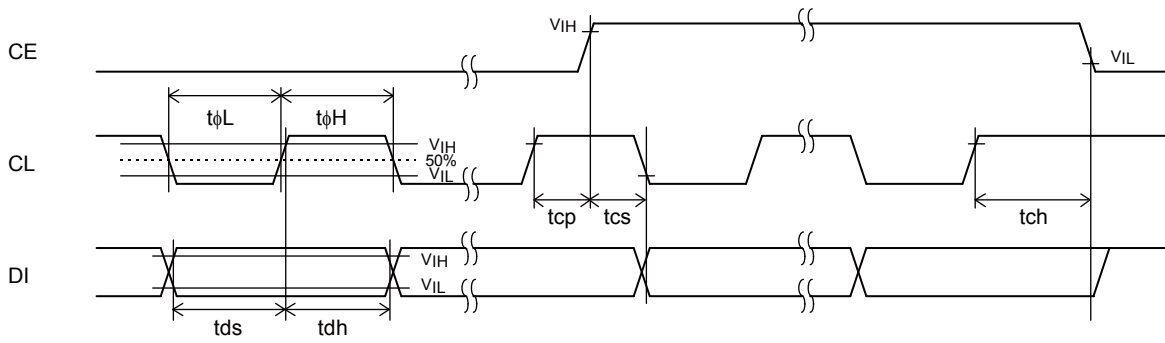 CE
VIH
VIL
tϕL
tϕH
CL
VIH
50%
VIL
tcp
tcs
tch
DI
VIH
VIL
tds
tdh